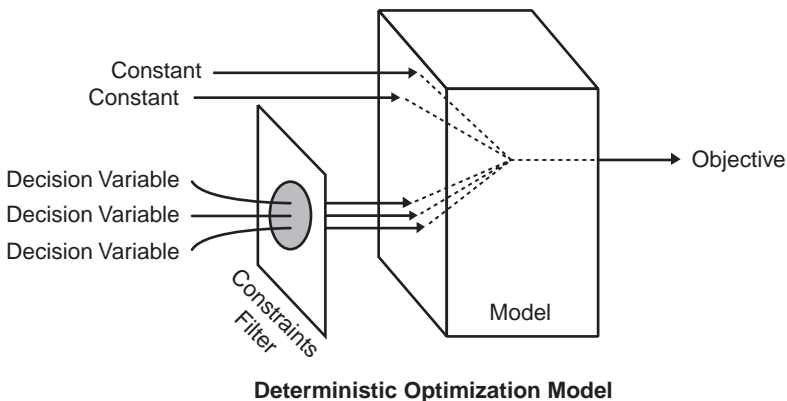 Constant
Constant
Objective
Decision Variable
Decision Variable
Decision Variable
Constraints
Filter
Model
Deterministic Optimization Model